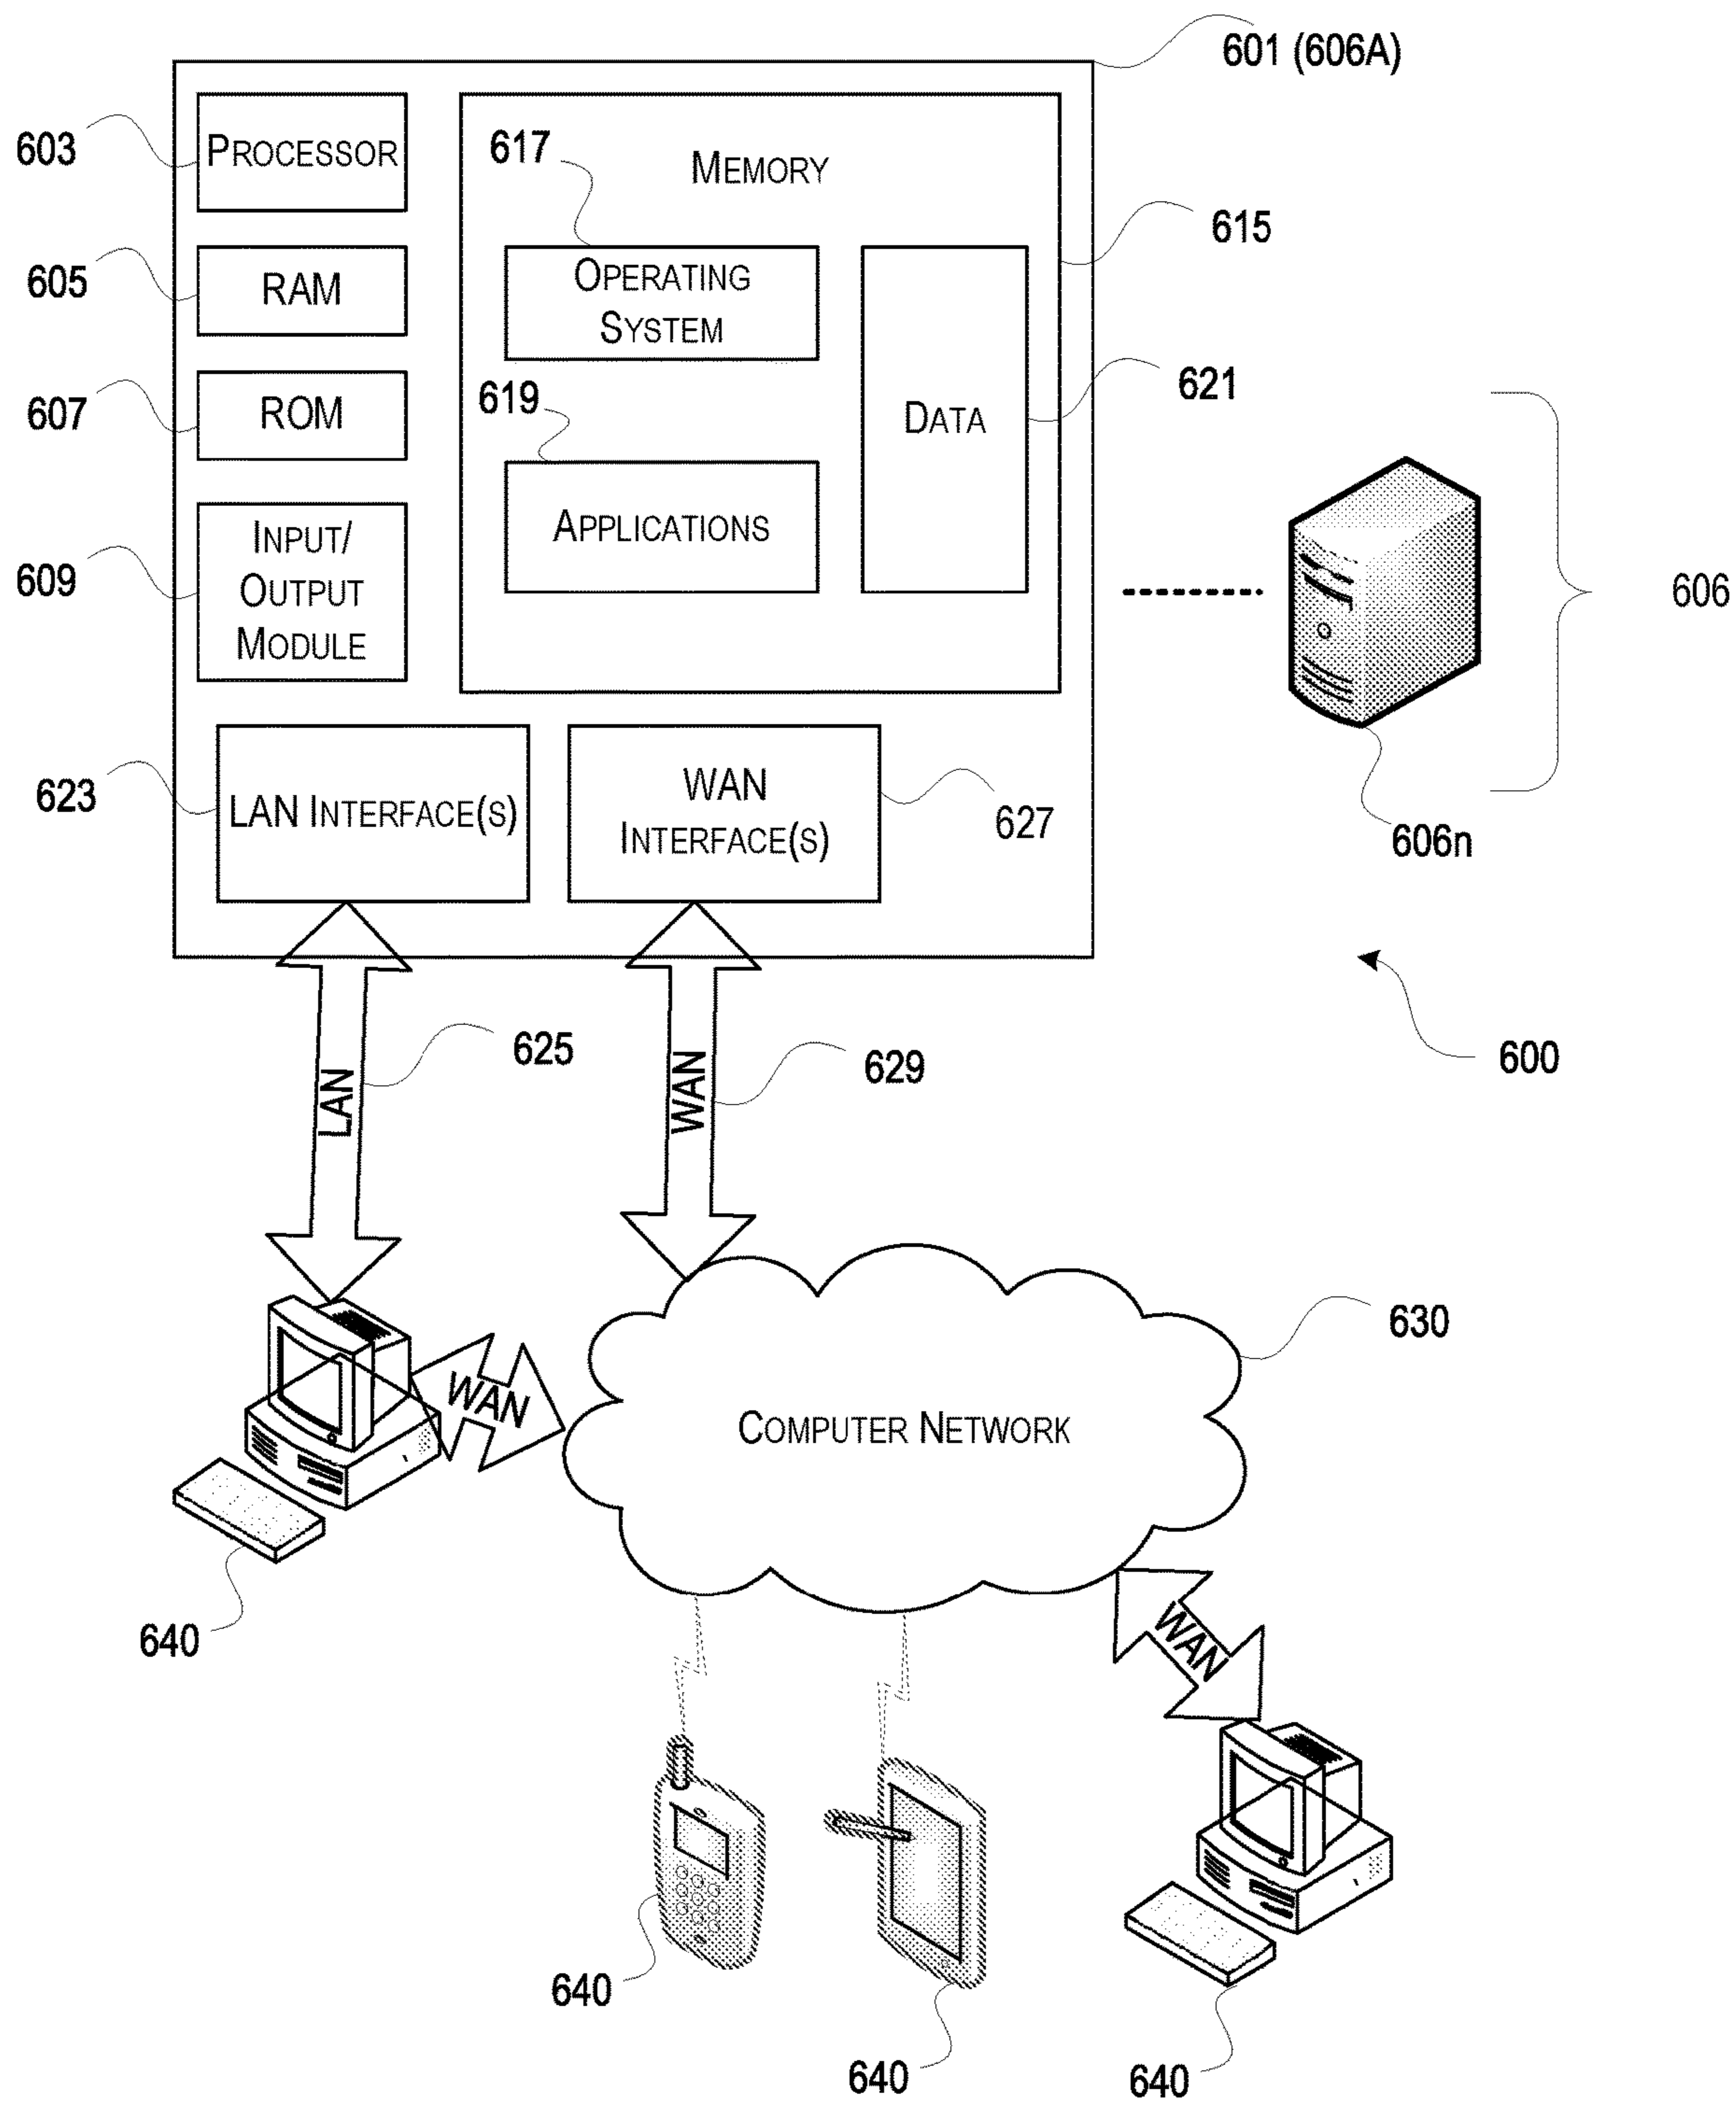 601 (606A)
603
PROCESSOR
617
MEMORY
615
605
RAM
OPERATING
SYSTEM
607
ROM
619
DATA
621
609
INPUT/
OUTPUT
MODULE
APPLICATIONS
606
623
LAN INTERFACE(S)
WAN
INTERFACE(S)
627
606n
LAN
625
WAN
629
600
630
WAN
COMPUTER NETWORK
640
WAN
640
640
640